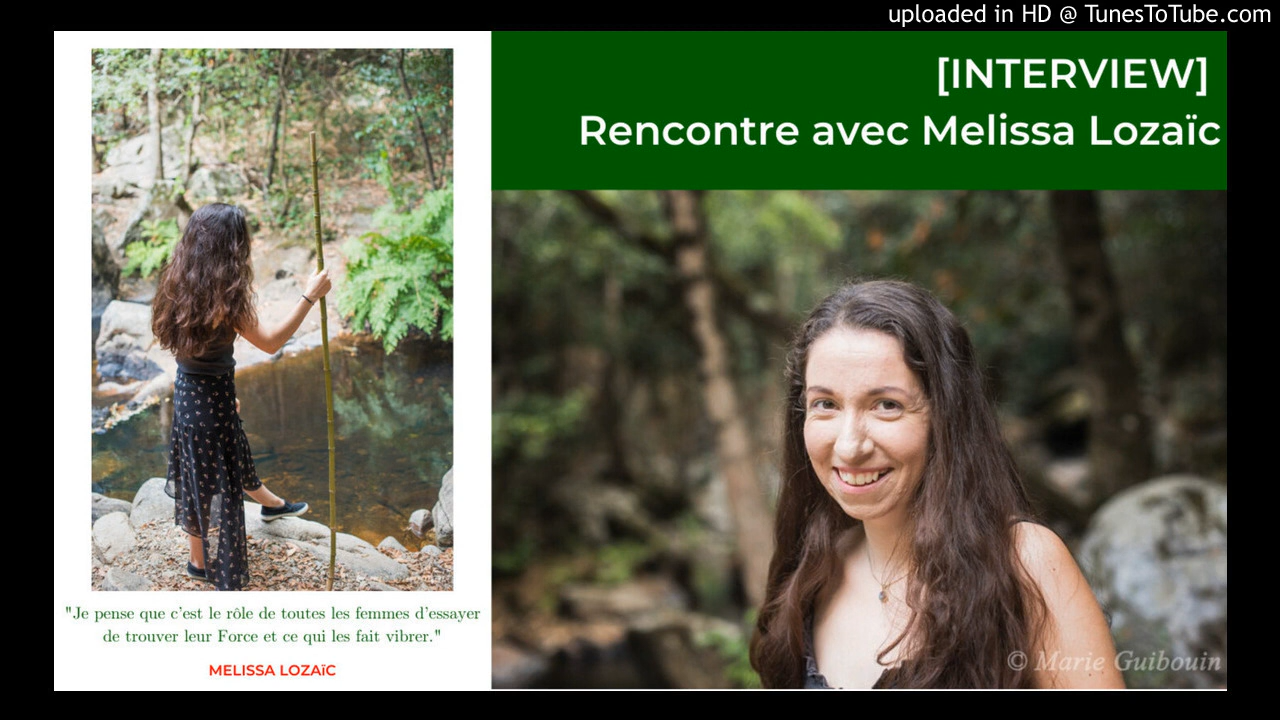 uploaded in HD @ TunesToTube.com
[INTERVIEW]
Rencontre avec Melissa Lozaïc
"Je pense que c'est le rôle de toutes les femmes d'essayer
de trouver leur Force et ce qui les fait vibrer."
MELISSA LOZAïC
© Marie Guibouin